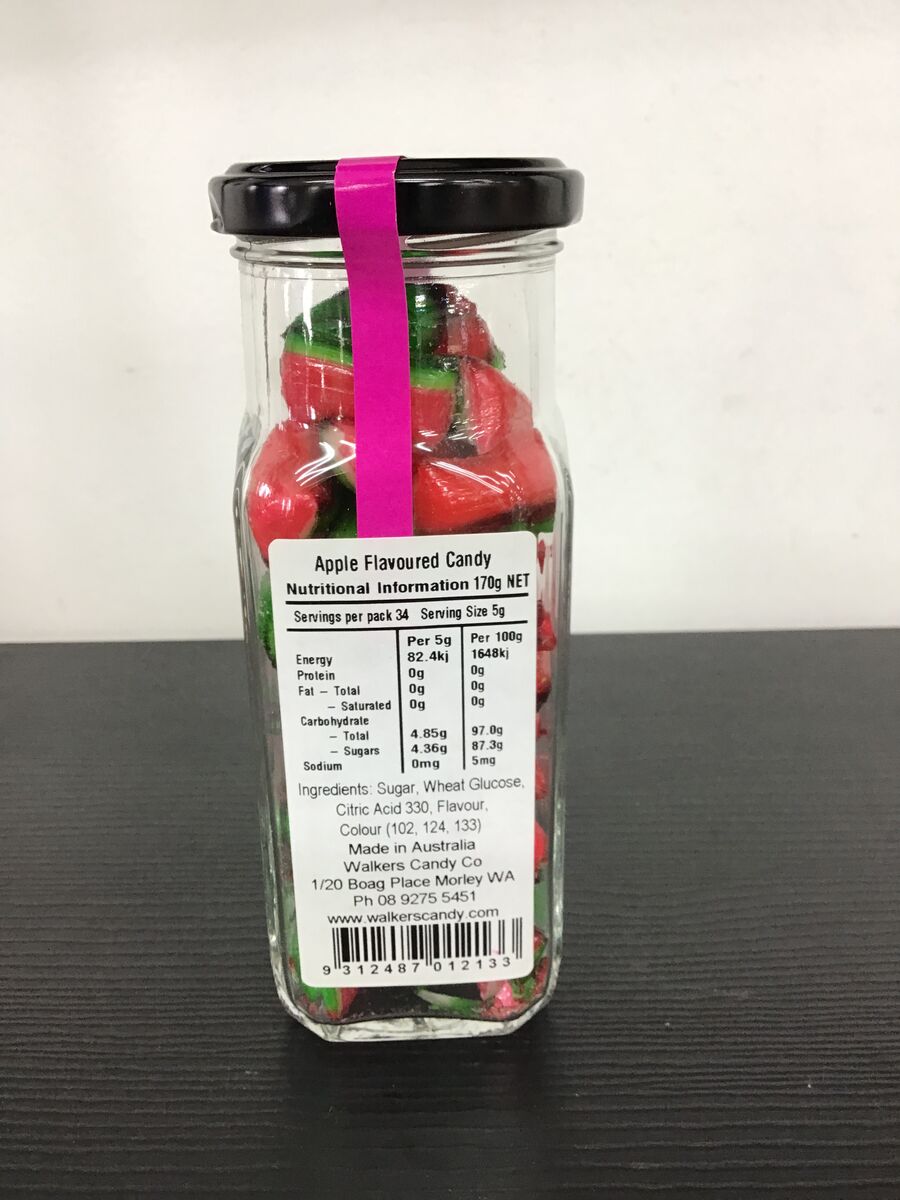 Apple Flavoured Candy
Nutritional Information 170g NET
Servings per pack 34 Serving Size 5g
Per 5g Per 100g
Energy 82.4kj 1648kj
Protein 0g 0g
Fat – Total 0g 0g
– Saturated 0g 0g
Carbohydrate
– Total 4.85g 97.0g
– Sugars 4.36g 87.3g
Sodium 0mg 5mg
Ingredients: Sugar, Wheat Glucose,
Citric Acid 330, Flavour,
Colour (102, 124, 133)
Made in Australia
Walkers Candy Co
1/20 Boag Place Morley WA
Ph 08 9275 5451
www.walkerscandy.com
9 312487 012133